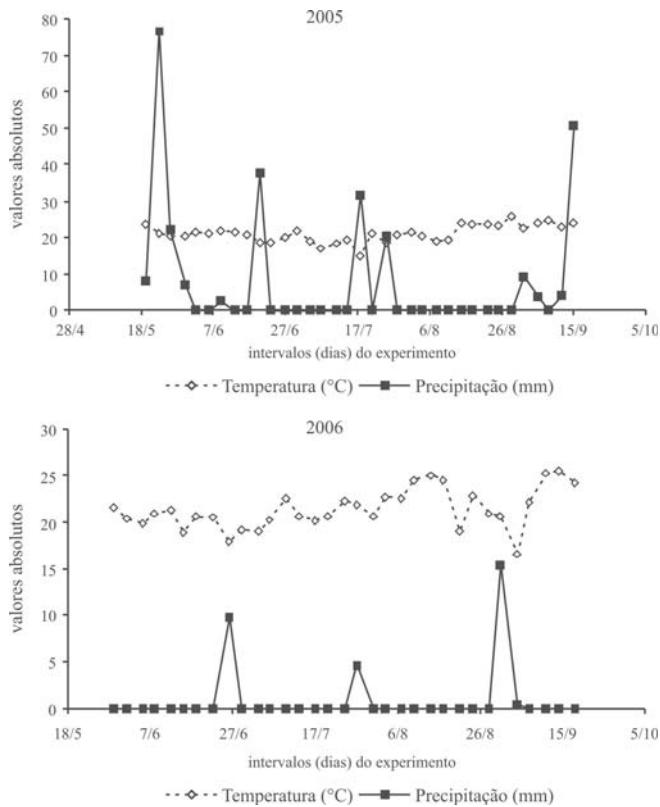 2005
valores absolutos
80
70
60
50
40
30
20
10
0
28/4 18/5 7/6 27/6 17/7 6/8 26/8 15/9 5/10
intervalos (dias) do experimento
Temperatura (°C) Precipitação (mm)
2006
valores absolutos
30
25
20
15
10
5
0
18/5 7/6 27/6 17/7 6/8 26/8 15/9 5/10
intervalos (dias) do experimento
Temperatura (°C) Precipitação (mm)